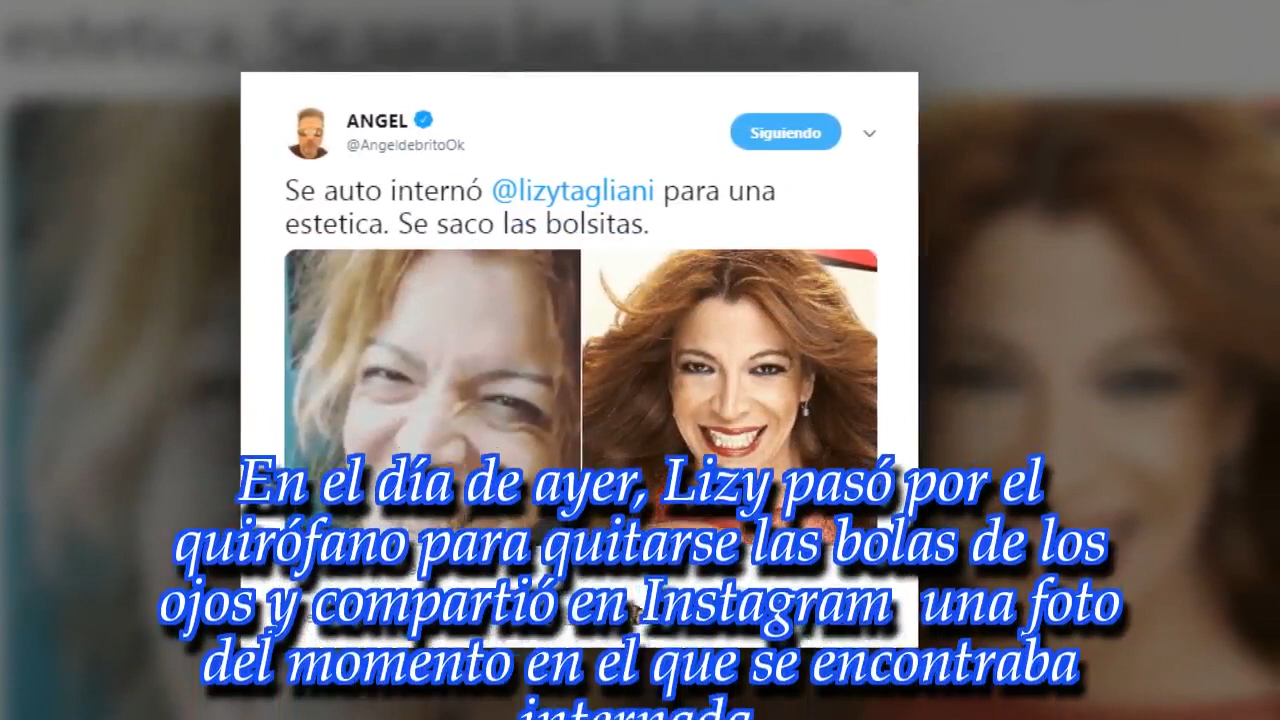 ANGEL
@AngeldebritoOk
Siguiendo
Se auto internó @lizytagliani para una
estetica. Se saco las bolsitas.
En el día de ayer, Lizy pasó por el
quirófano para quitarse las bolas de los
ojos y compartió en Instagram una foto
del momento en el que se encontraba
internada